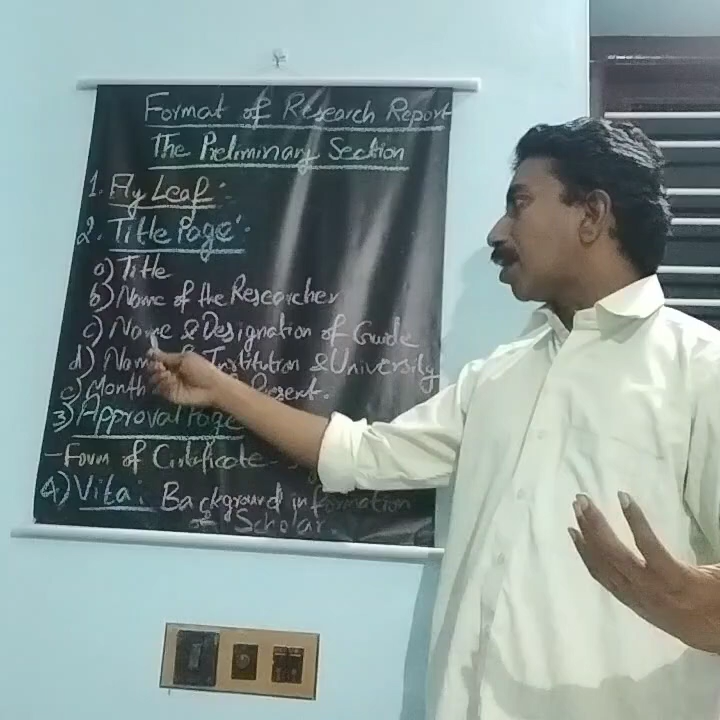 Format of Research Report
The Preliminary Section
1. Fly Leaf:
2. Title Page:
a) Title
b) Name of the Researcher
c) Name & Designation of Guide
d) Name Institution & University
e) Month Present.
3) Approval Page
- Form of Certificate -
4) Vita: Background information
of Scholar.